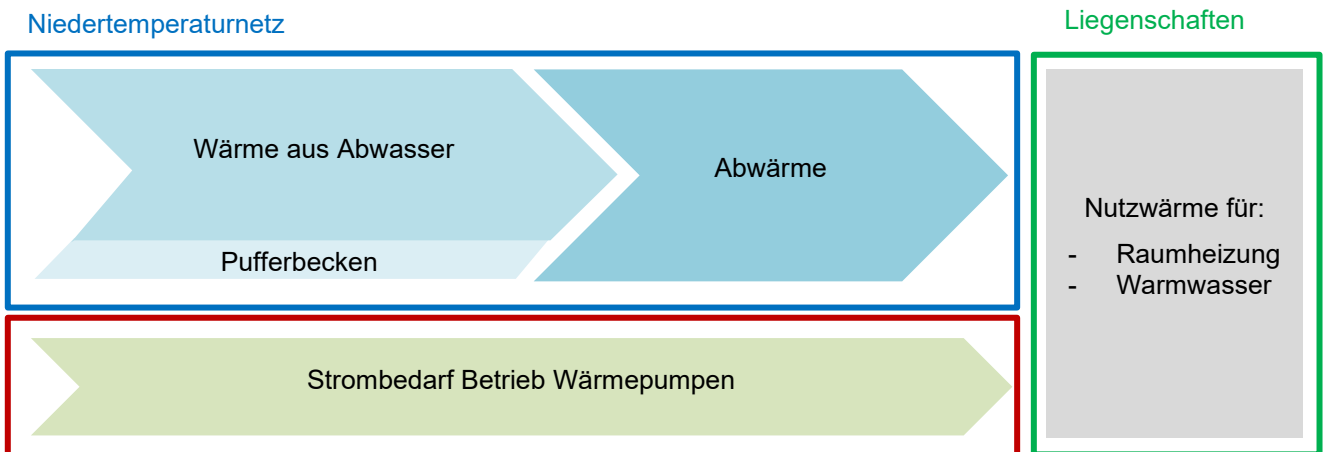 Niedertemperaturnetz
Liegenschaften
Wärme aus Abwasser
Abwärme
Pufferbecken
Nutzwärme für:
- Raumheizung
- Warmwasser
Strombedarf Betrieb Wärmepumpen